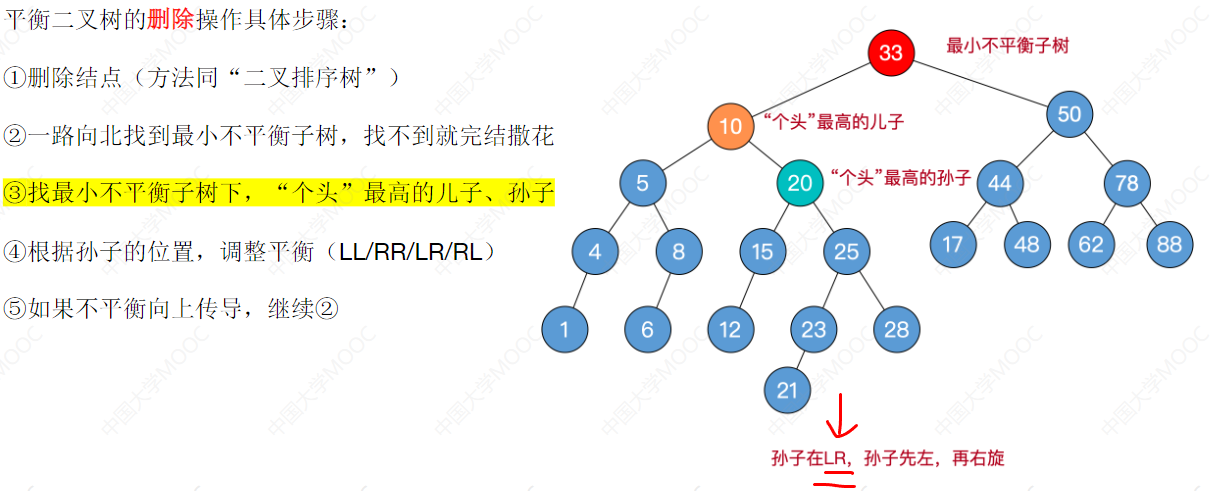 平衡二叉树的删除操作具体步骤：
①删除结点（方法同“二叉排序树”）
②一路向北找到最小不平衡子树，找不到就完结撒花
③找最小不平衡子树下，“个头”最高的儿子、孙子
④根据孙子的位置，调整平衡（LL/RR/LR/RL）
⑤如果不平衡向上传导，继续②
33 最小不平衡子树
10 “个头”最高的儿子 50
5 20 “个头”最高的孙子 44 78
4 8 15 25 17 48 62 88
1 6 12 23 28
21
孙子在LR，孙子先左，再右旋
中国大学MOOC